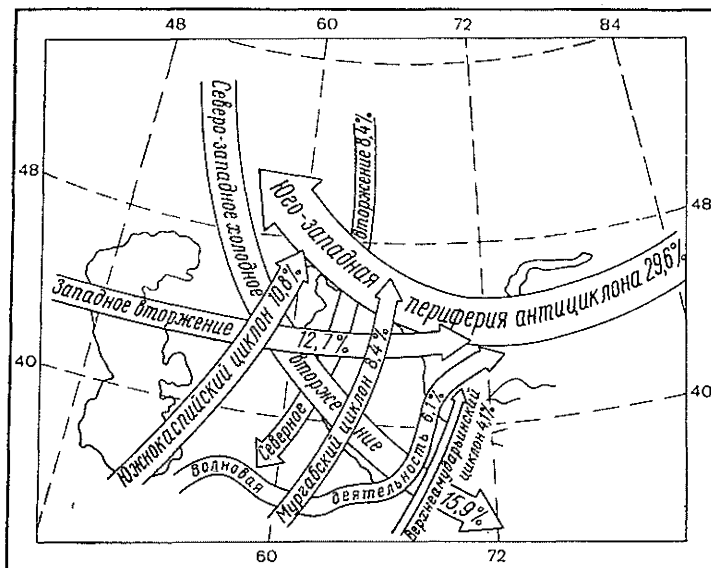 48 60 72 84
48
40
48
40
60 72
Северо-западное холодное
вторжение
15,9%
Юго-западная
периферия антициклона 29,6%
Северное
вторжение 8,4%
Западное вторжение
12,7%
Южнокаспийский циклон 10,8%
Мургабский циклон 8,4%
волновая
деятельность 6,1%
Верхнеамударьинский
циклон 4,1%